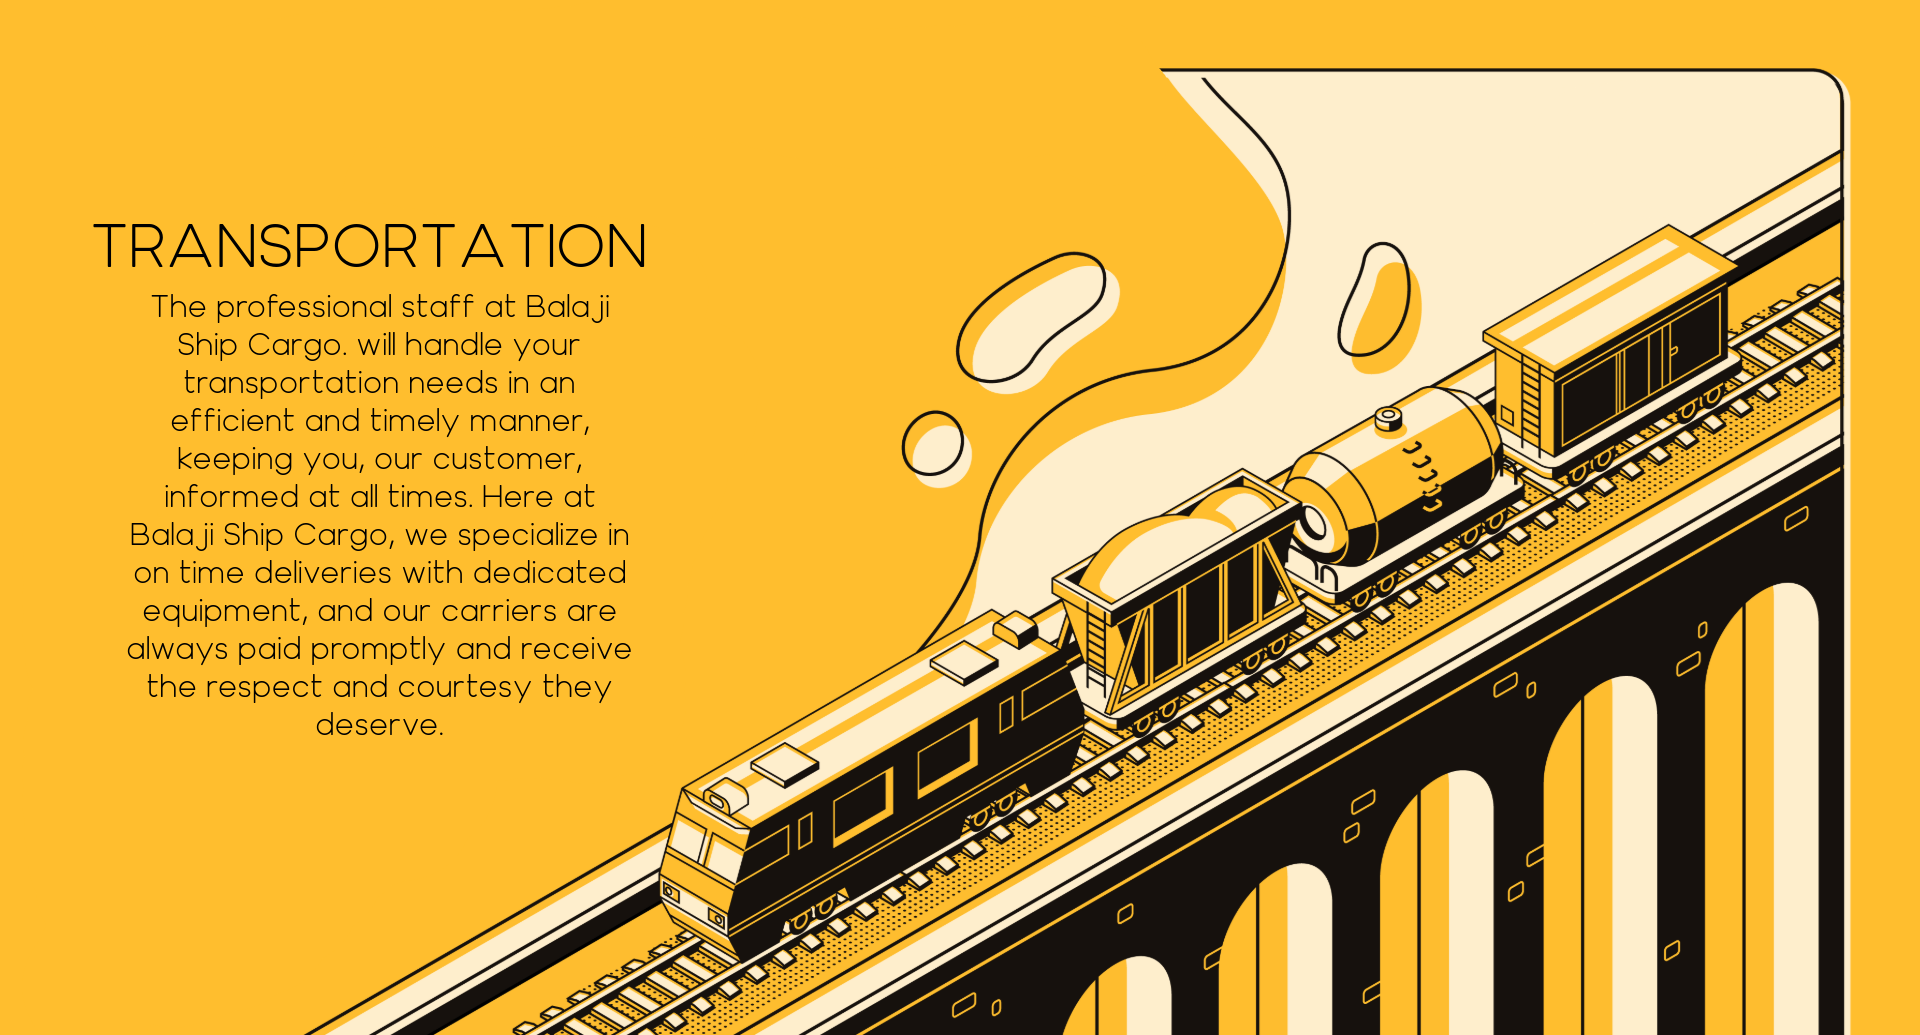 TRANSPORTATION
The professional staff at Balaji
Ship Cargo. will handle your
transportation needs in an
efficient and timely manner,
keeping you, our customer,
informed at all times. Here at
Balaji Ship Cargo, we specialize in
on time deliveries with dedicated
equipment, and our carriers are
always paid promptly and receive
the respect and courtesy they
deserve.